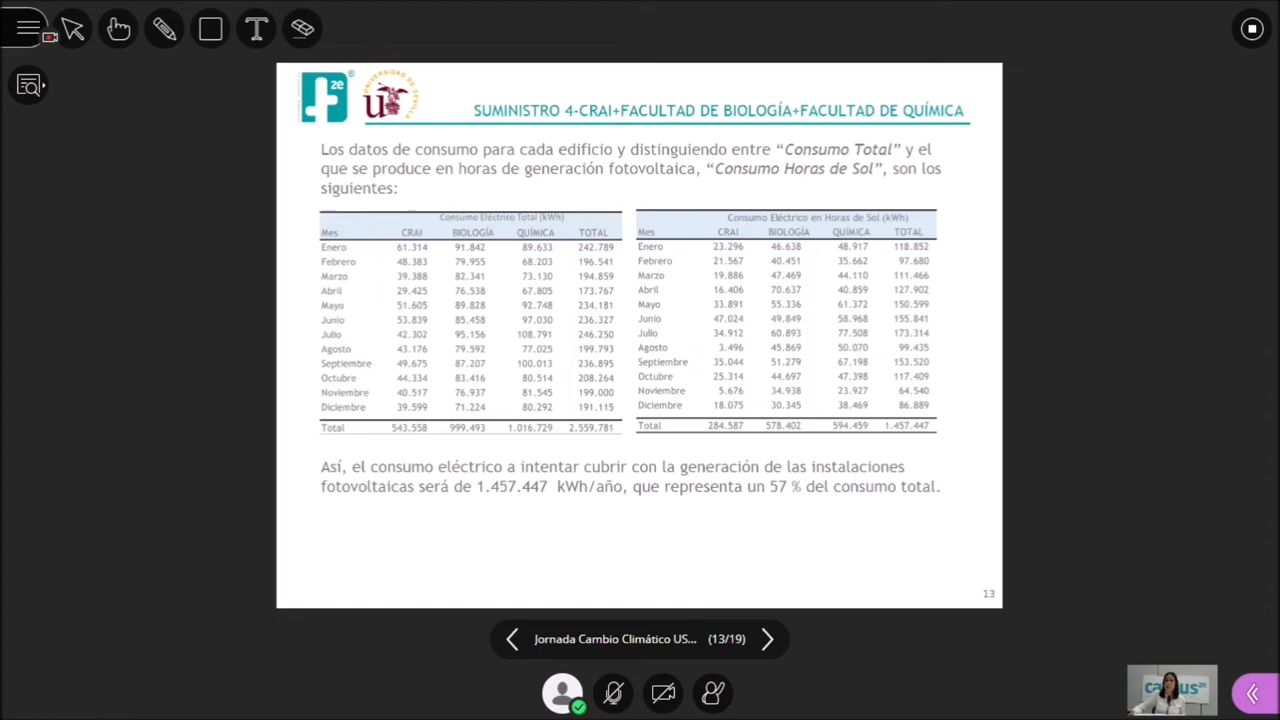 2e
UNIVERSIDAD DE SEVILLA
SUMINISTRO 4-CRAI+FACULTAD DE BIOLOGÍA+FACULTAD DE QUÍMICA
Los datos de consumo para cada edificio y distinguiendo entre “Consumo Total” y el
que se produce en horas de generación fotovoltaica, “Consumo Horas de Sol”, son los
siguientes:
Consumo Eléctrico Total (kWh)
Mes CRAI BIOLOGÍA QUÍMICA TOTAL
Enero 61.314 91.842 89.633 242.789
Febrero 48.383 79.955 68.203 196.541
Marzo 39.388 82.341 73.130 194.859
Abril 29.425 76.538 67.805 173.767
Mayo 51.605 89.828 92.748 234.181
Junio 53.839 85.458 97.030 236.327
Julio 42.302 95.156 108.791 246.250
Agosto 43.176 79.592 77.025 199.793
Septiembre 49.675 87.207 100.013 236.895
Octubre 44.334 83.416 80.514 208.264
Noviembre 40.517 76.937 81.545 199.000
Diciembre 39.599 71.224 80.292 191.115
Total 543.558 999.493 1.016.729 2.559.781
Consumo Eléctrico en Horas de Sol (kWh)
Mes CRAI BIOLOGÍA QUÍMICA TOTAL
Enero 23.296 46.638 48.917 118.852
Febrero 21.567 40.451 35.662 97.680
Marzo 19.886 47.469 44.110 111.466
Abril 16.406 70.637 40.859 127.902
Mayo 33.891 55.336 61.372 150.599
Junio 47.024 49.849 58.968 155.841
Julio 34.912 60.893 77.508 173.314
Agosto 3.496 45.869 50.070 99.435
Septiembre 35.044 51.279 67.198 153.520
Octubre 25.314 44.697 47.398 117.409
Noviembre 5.676 34.938 23.927 64.540
Diciembre 18.075 30.345 38.469 86.889
Total 284.587 578.402 594.459 1.457.447
Así, el consumo eléctrico a intentar cubrir con la generación de las instalaciones
fotovoltaicas será de 1.457.447 kWh/año, que representa un 57 % del consumo total.
13
Jornada Cambio Climático US... (13/19)